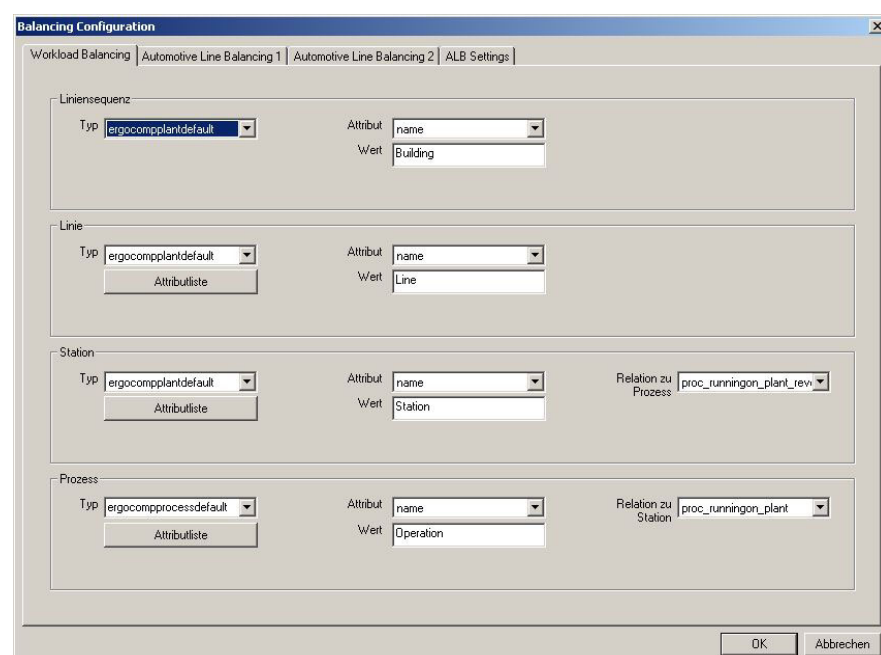 Balancing Configuration
Workload Balancing Automotive Line Balancing 1 Automotive Line Balancing 2 ALB Settings
Liniensequenz
Typ ergocompplantdefault Attribut name
Wert Building
Linie
Typ ergocompplantdefault Attribut name
Attributliste Wert Line
Station
Typ ergocompplantdefault Attribut name Relation zu Prozess proc_runningon_plant_rev
Attributliste Wert Station
Prozess
Typ ergocompprocessdefault Attribut name Relation zu Station proc_runningon_plant
Attributliste Wert Operation
OK Abbrechen